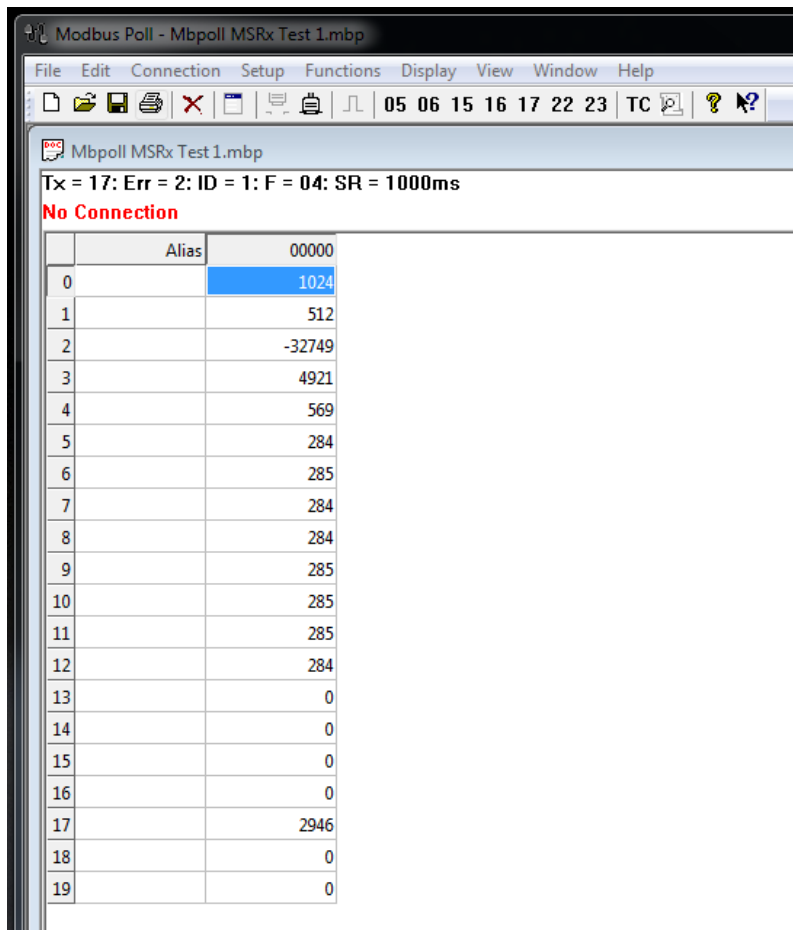 Modbus Poll - Mbpoll MSRx Test 1.mbp
File Edit Connection Setup Functions Display View Window Help
05 06 15 16 17 22 23 TC
DOC Mbpoll MSRx Test 1.mbp
Tx = 17: Err = 2: ID = 1: F = 04: SR = 1000ms
No Connection
Alias 00000
0 1024
1 512
2 -32749
3 4921
4 569
5 284
6 285
7 284
8 284
9 285
10 285
11 285
12 284
13 0
14 0
15 0
16 0
17 2946
18 0
19 0